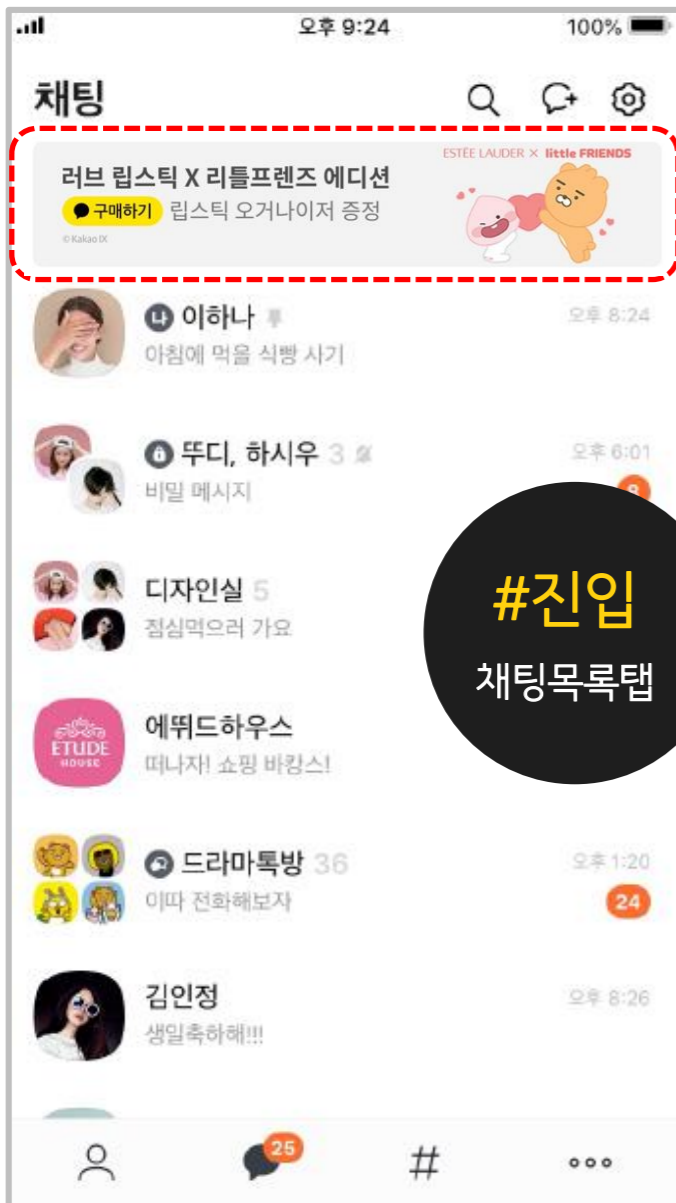 오후 9:24
100%
채팅
ESTĒE LAUDER × little FRIENDS
러브 립스틱 X 리틀프렌즈 에디션
구매하기 립스틱 오거나이저 증정
© Kakao IX
나 이하나
오후 8:24
아침에 먹을 식빵 사기
뚜디, 하시우 3
오후 6:01
비밀 메시지
디자인실 5
점심먹으러 가요
#진입
채팅목록탭
ETUDE
HOUSE
에뛰드하우스
떠나자! 쇼핑 바캉스!
드라마톡방 36
오후 1:20
이따 전화해보자
24
김인정
오후 8:26
생일축하해!!!
25
#